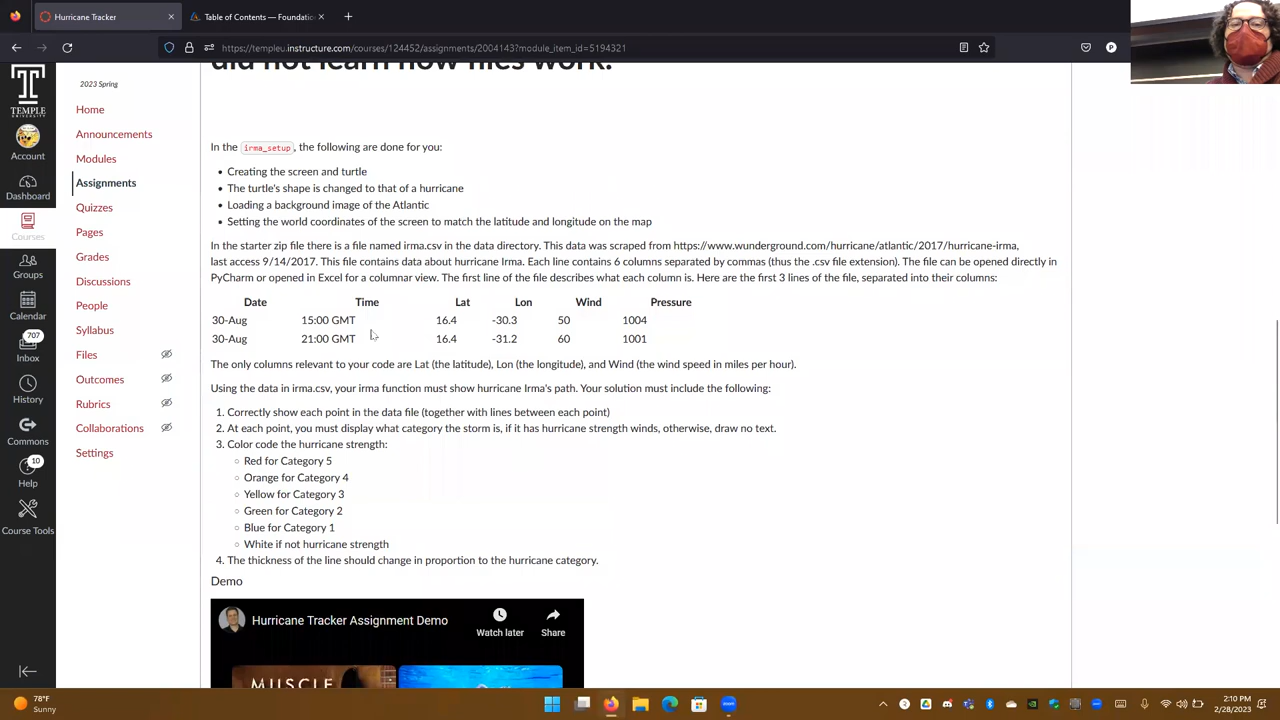 Hurricane Tracker
Table of Contents — Foundatio
https://templeu.instructure.com/courses/124452/assignments/2004143?module_item_id=5194321
TEMPLE
UNIVERSITY
Account
Dashboard
Courses
Groups
Calendar
707
Inbox
History
Commons
10
Help
Course Tools
2023 Spring
Home
Announcements
Modules
Assignments
Quizzes
Pages
Grades
Discussions
People
Syllabus
Files
Outcomes
Rubrics
Collaborations
Settings
did not learn how files work.
In the irma_setup, the following are done for you:
Creating the screen and turtle
The turtle's shape is changed to that of a hurricane
Loading a background image of the Atlantic
Setting the world coordinates of the screen to match the latitude and longitude on the map
In the starter zip file there is a file named irma.csv in the data directory. This data was scraped from https://www.wunderground.com/hurricane/atlantic/2017/hurricane-irma,
last access 9/14/2017. This file contains data about hurricane Irma. Each line contains 6 columns separated by commas (thus the .csv file extension). The file can be opened directly in
PyCharm or opened in Excel for a columnar view. The first line of the file describes what each column is. Here are the first 3 lines of the file, separated into their columns:
Date Time Lat Lon Wind Pressure
30-Aug 15:00 GMT 16.4 -30.3 50 1004
30-Aug 21:00 GMT 16.4 -31.2 60 1001
The only columns relevant to your code are Lat (the latitude), Lon (the longitude), and Wind (the wind speed in miles per hour).
Using the data in irma.csv, your irma function must show hurricane Irma's path. Your solution must include the following:
1. Correctly show each point in the data file (together with lines between each point)
2. At each point, you must display what category the storm is, if it has hurricane strength winds, otherwise, draw no text.
3. Color code the hurricane strength:
Red for Category 5
Orange for Category 4
Yellow for Category 3
Green for Category 2
Blue for Category 1
White if not hurricane strength
4. The thickness of the line should change in proportion to the hurricane category.
Demo
Hurricane Tracker Assignment Demo
Watch later
Share
MUSCLE
78°F
Sunny
2:10 PM
2/28/2023